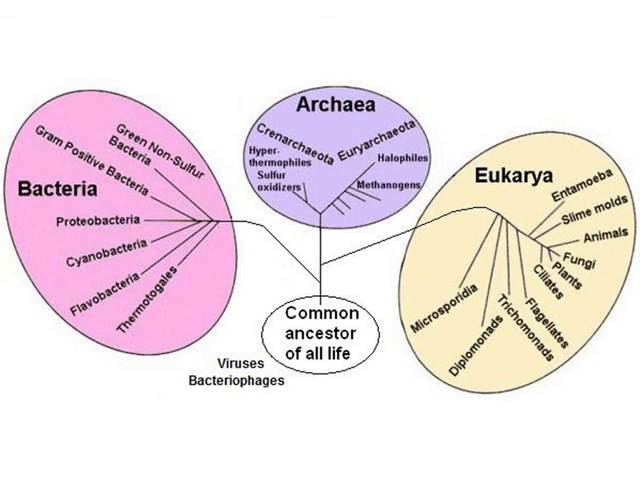 Archaea
Crenarchaeota
Euryarchaeota
Hyper-
thermophiles
Sulfur
oxidizers
Halophiles
Methanogens
Bacteria
Green Non-Sulfur
Bacteria
Gram Positive Bacteria
Proteobacteria
Cyanobacteria
Flavobacteria
Thermotogales
Eukarya
Entamoeba
Slime molds
Animals
Fungi
Plants
Ciliates
Flagellates
Trichomonads
Diplomonads
Microsporidia
Common
ancestor
of all life
Viruses
Bacteriophages